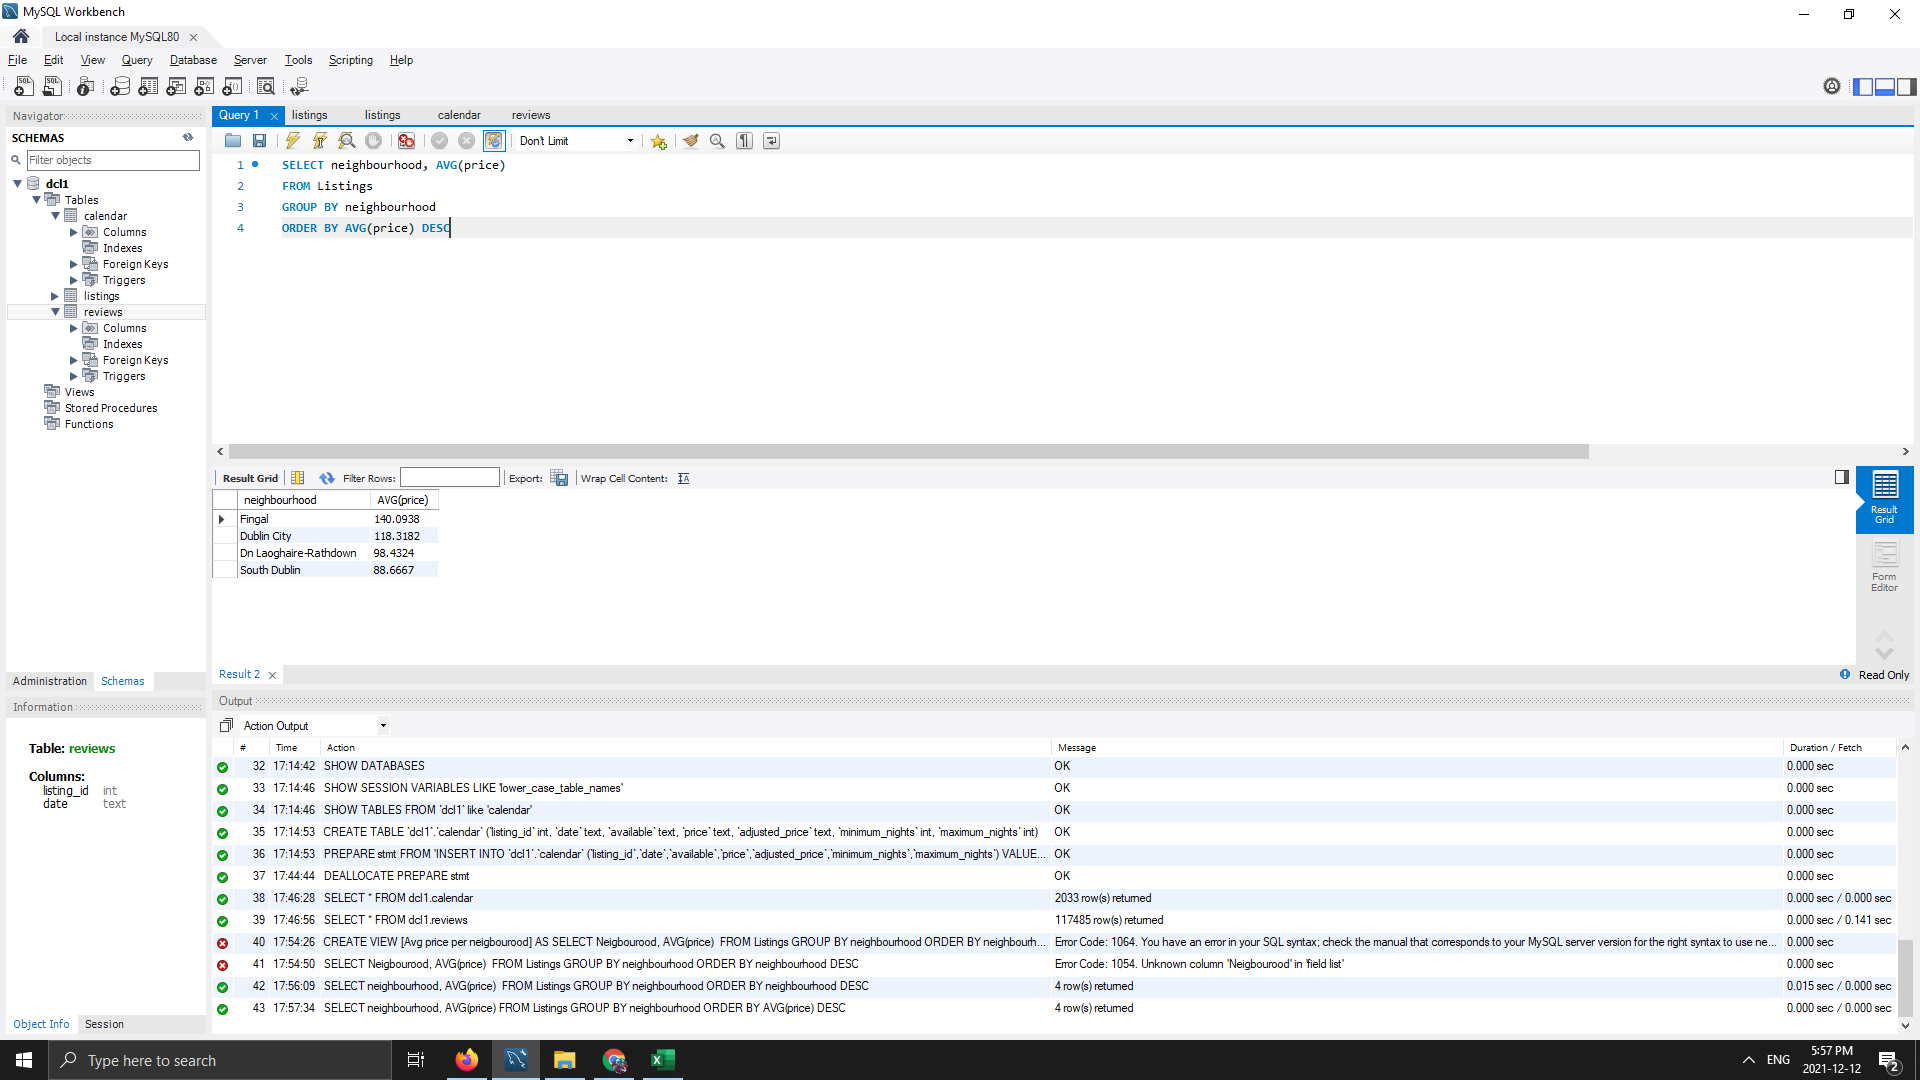 MySQL Workbench
Local instance MySQL80
File Edit View Query Database Server Tools Scripting Help
Navigator
SCHEMAS
Filter objects
dcl1
Tables
calendar
Columns
Indexes
Foreign Keys
Triggers
listings
reviews
Columns
Indexes
Foreign Keys
Triggers
Views
Stored Procedures
Functions
Administration Schemas
Information
Table: reviews
Columns:
listing_id int
date text
Object Info Session
Query 1 listings listings calendar reviews
Don't Limit
1 SELECT neighbourhood, AVG(price)
2 FROM Listings
3 GROUP BY neighbourhood
4 ORDER BY AVG(price) DESC
Result Grid Filter Rows: Export: Wrap Cell Content:
neighbourhood AVG(price)
Fingal 140.0938
Dublin City 118.3182
Dn Laoghaire-Rathdown 98.4324
South Dublin 88.6667
Result Grid
Form Editor
Result 2 Read Only
Output
Action Output
# Time Action Message Duration / Fetch
32 17:14:42 SHOW DATABASES OK 0.000 sec
33 17:14:46 SHOW SESSION VARIABLES LIKE 'lower_case_table_names' OK 0.000 sec
34 17:14:46 SHOW TABLES FROM `dcl1` like 'calendar' OK 0.000 sec
35 17:14:53 CREATE TABLE `dcl1`.`calendar` (`listing_id` int, `date` text, `available` text, `price` text, `adjusted_price` text, `minimum_nights` int, `maximum_nights` int) OK 0.000 sec
36 17:14:53 PREPARE stmt FROM 'INSERT INTO `dcl1`.`calendar` (`listing_id`,`date`,`available`,`price`,`adjusted_price`,`minimum_nights`,`maximum_nights`) VALUE... OK 0.000 sec
37 17:44:44 DEALLOCATE PREPARE stmt OK 0.000 sec
38 17:46:28 SELECT * FROM dcl1.calendar 2033 row(s) returned 0.000 sec / 0.000 sec
39 17:46:56 SELECT * FROM dcl1.reviews 117485 row(s) returned 0.000 sec / 0.141 sec
40 17:54:26 CREATE VIEW [Avg price per neigbourood] AS SELECT Neigbourood, AVG(price) FROM Listings GROUP BY neighbourhood ORDER BY neighbourh... Error Code: 1064. You have an error in your SQL syntax; check the manual that corresponds to your MySQL server version for the right syntax to use ne... 0.000 sec
41 17:54:50 SELECT Neigbourood, AVG(price) FROM Listings GROUP BY neighbourhood ORDER BY neighbourhood DESC Error Code: 1054. Unknown column 'Neigbourood' in 'field list' 0.000 sec
42 17:56:09 SELECT neighbourhood, AVG(price) FROM Listings GROUP BY neighbourhood ORDER BY neighbourhood DESC 4 row(s) returned 0.015 sec / 0.000 sec
43 17:57:34 SELECT neighbourhood, AVG(price) FROM Listings GROUP BY neighbourhood ORDER BY AVG(price) DESC 4 row(s) returned 0.000 sec / 0.000 sec
Type here to search
ENG
5:57 PM
2021-12-12
2